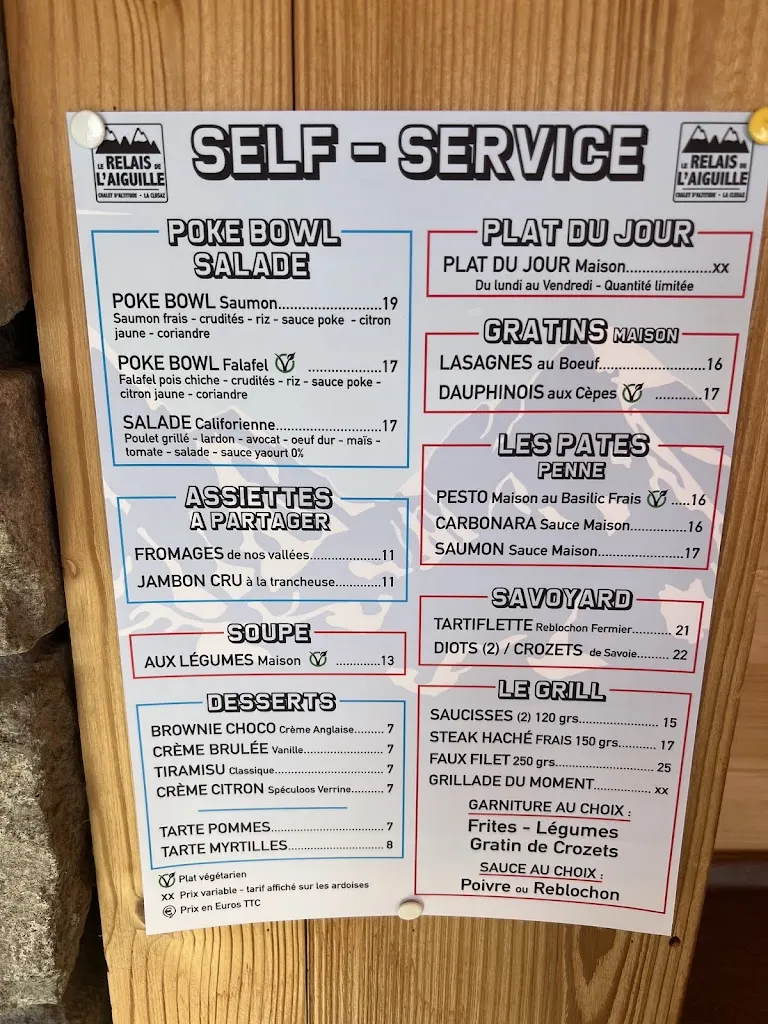 LE RELAIS DE
L'AIGUILLE
CHALET D'ALTITUDE - LA CLUSAZ
SELF - SERVICE
LE RELAIS DE
L'AIGUILLE
CHALET D'ALTITUDE - LA CLUSAZ
POKE BOWL
SALADE
POKE BOWL Saumon.......................19
Saumon frais - crudités - riz - sauce poke - citron
jaune - coriandre
POKE BOWL Falafel V ................17
Falafel pois chiche - crudités - riz - sauce poke -
citron jaune - coriandre
SALADE Californienne.....................17
Poulet grillé - lardon - avocat - oeuf dur - maïs -
tomate - salade - sauce yaourt 0%
ASSIETTES
A PARTAGER
FROMAGES de nos vallées.................11
JAMBON CRU à la trancheuse...........11
SOUPE
AUX LÉGUMES Maison V ............13
DESSERTS
BROWNIE CHOCO Crème Anglaise......... 7
CRÈME BRULÉE Vanille..................... 7
TIRAMISU Classique............................ 7
CRÈME CITRON Spéculoos Verrine......... 7
TARTE POMMES............................7
TARTE MYRTILLES........................ 8
V Plat végétarien
xx Prix variable - tarif affiché sur les ardoises
€ Prix en Euros TTC
PLAT DU JOUR
PLAT DU JOUR Maison.....................xx
Du lundi au Vendredi - Quantité limitée
GRATINS MAISON
LASAGNES au Boeuf..........................16
DAUPHINOIS aux Cèpes V ............17
LES PATES
PENNE
PESTO Maison au Basilic Frais V .....16
CARBONARA Sauce Maison..............16
SAUMON Sauce Maison.....................17
SAVOYARD
TARTIFLETTE Reblochon Fermier........... 21
DIOTS (2) / CROZETS de Savoie......... 22
LE GRILL
SAUCISSES (2) 120 grs.................... 15
STEAK HACHÉ FRAIS 150 grs.......... 17
FAUX FILET 250 grs.......................... 25
GRILLADE DU MOMENT............... xx
GARNITURE AU CHOIX :
Frites - Légumes
Gratin de Crozets
SAUCE AU CHOIX :
Poivre ou Reblochon